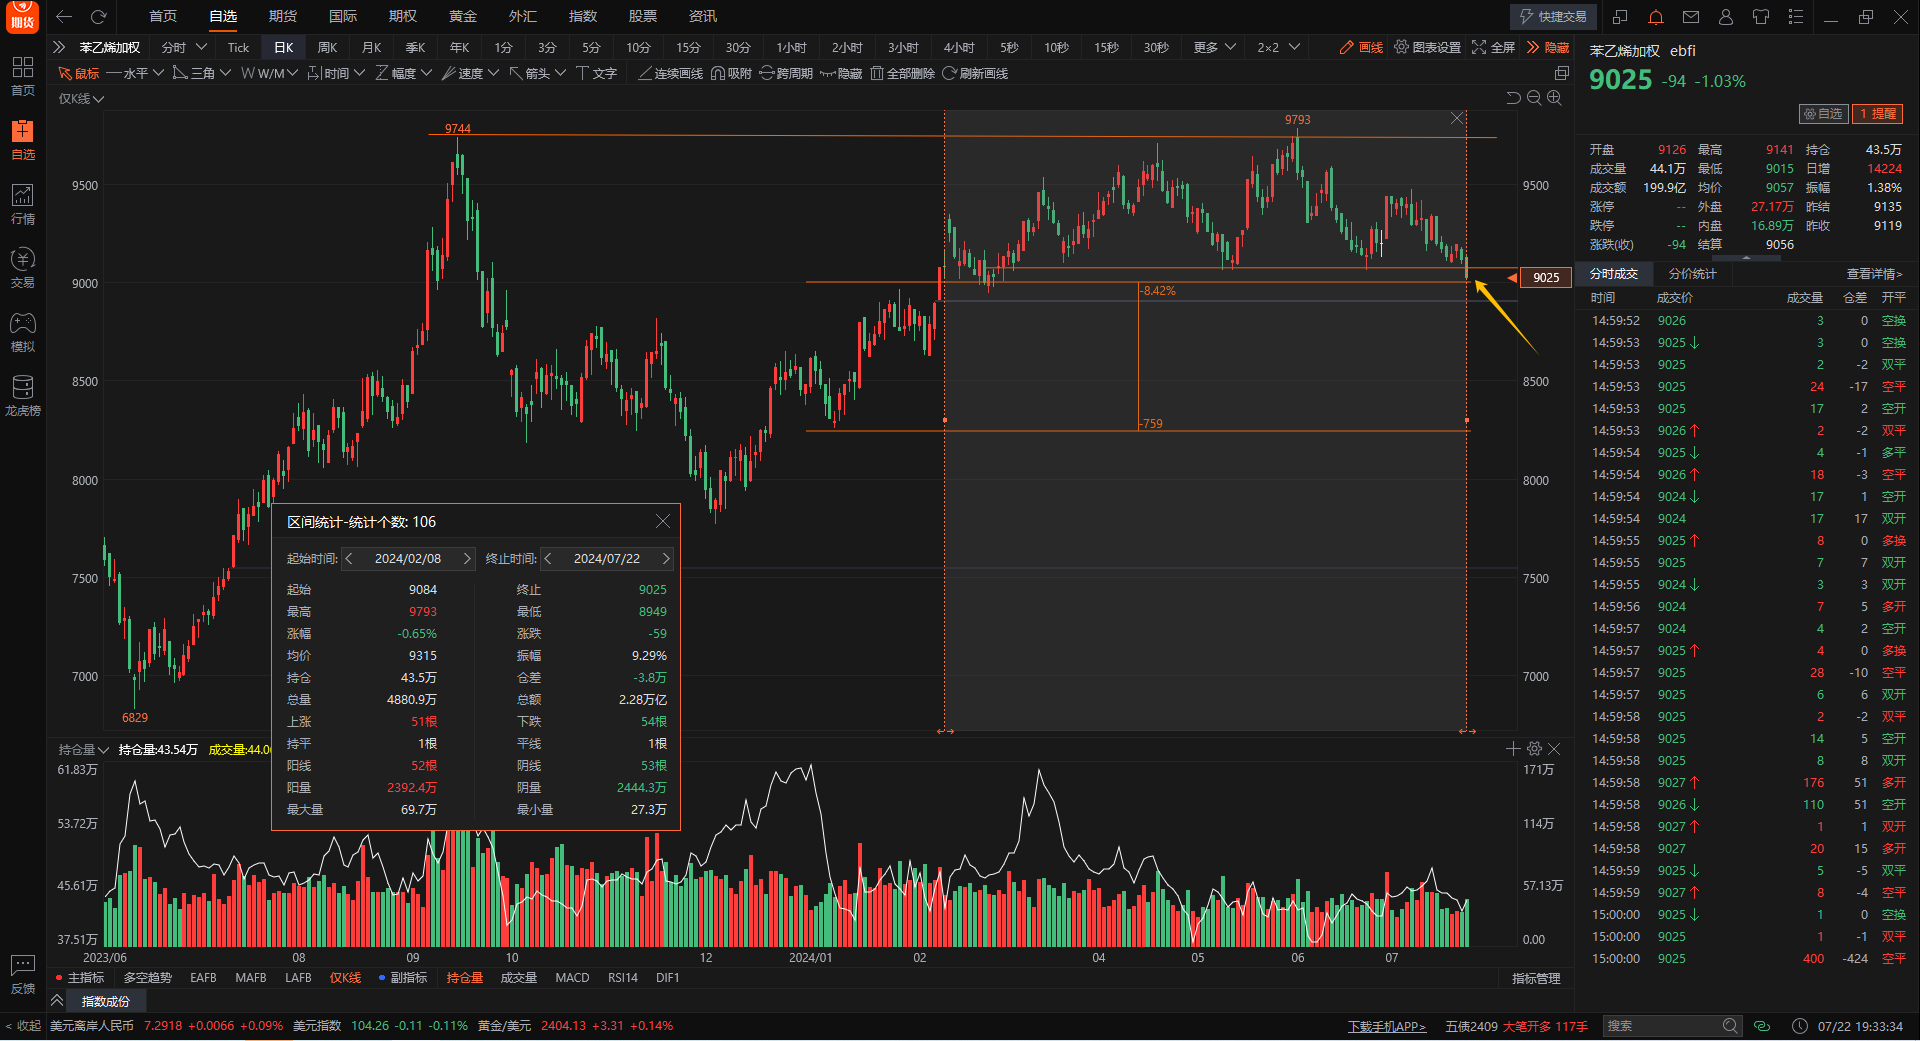 期货
首页 自选 期货 国际 期权 黄金 外汇 指数 股票 资讯 快捷交易
苯乙烯加权 分时 Tick 日K 周K 月K 季K 年K 1分 3分 5分 10分 15分 30分 1小时 2小时 3小时 4小时 5秒 10秒 15秒 30秒 更多 2×2 画线 图表设置 全屏 隐藏
鼠标 水平 三角 W/M 时间 幅度 速度 箭头 文字 连续画线 吸附 跨周期 隐藏 全部删除 刷新画线
仅K线
首页
自选
行情
交易
模拟
龙虎榜
反馈
< 收起
9744
9793
9500 9500
9000
9025
-8.42%
8500 8500
-759
8000 8000
7500 7500
7000 7000
6829
区间统计-统计个数: 106
起始时间: 2024/02/08 终止时间: 2024/07/22
起始 9084 终止 9025
最高 9793 最低 8949
涨幅 -0.65% 涨跌 -59
均价 9315 振幅 9.29%
持仓 43.5万 仓差 -3.8万
总量 4880.9万 总额 2.28万亿
上涨 51根 下跌 54根
持平 1根 平线 1根
阳线 52根 阴线 53根
阳量 2392.4万 阴量 2444.3万
最大量 69.7万 最小量 27.3万
持仓量 持仓量:43.54万 成交量:44.0
61.83万 171万
53.72万 114万
45.61万 57.13万
37.51万 0.00
2023/06 08 09 10 12 2024/01 02 04 05 06 07
主指标 多空趋势 EAFB MAFB LAFB 仅K线 副指标 持仓量 成交量 MACD RSI14 DIF1 指标管理
指数成份
美元离岸人民币 7.2918 +0.0066 +0.09% 美元指数 104.26 -0.11 -0.11% 黄金/美元 2404.13 +3.31 +0.14% 下载手机APP> 五债2409 大笔开多 117手 搜索 07/22 19:33:34
苯乙烯加权 ebfi
9025 -94 -1.03%
自选 1 提醒
开盘 9126 最高 9141 持仓 43.5万
成交量 44.1万 最低 9015 日增 14224
成交额 199.9亿 均价 9057 振幅 1.38%
涨停 -- 外盘 27.17万 昨结 9135
跌停 -- 内盘 16.89万 昨收 9119
涨跌(收) -94 结算 9056
分时成交 分价统计 查看详情>
时间 成交价 成交量 仓差 开平
14:59:52 9026 3 0 空换
14:59:53 9025↓ 3 0 空换
14:59:53 9025 2 -2 双平
14:59:53 9025 24 -17 空平
14:59:53 9025 17 2 空开
14:59:53 9026↑ 2 -2 双平
14:59:54 9025↓ 4 -1 多平
14:59:54 9026↑ 18 -3 空平
14:59:54 9024↓ 17 1 空开
14:59:54 9024 17 17 双开
14:59:55 9025↑ 8 0 多换
14:59:55 9025 7 7 双开
14:59:55 9024↓ 3 3 双开
14:59:56 9024 7 5 多开
14:59:57 9024 4 2 空开
14:59:57 9025↑ 4 0 多换
14:59:57 9025 28 -10 空平
14:59:57 9025 6 6 双开
14:59:58 9025 2 -2 双平
14:59:58 9025 14 5 空开
14:59:58 9025 8 8 双开
14:59:58 9027↑ 176 51 多开
14:59:58 9026↓ 110 51 空开
14:59:58 9027↑ 1 1 双开
14:59:58 9027 20 15 多开
14:59:59 9025↓ 5 -5 双平
14:59:59 9027↑ 8 -4 空平
15:00:00 9025↓ 1 0 空换
15:00:00 9025 1 -1 双平
15:00:00 9025 400 -424 空平